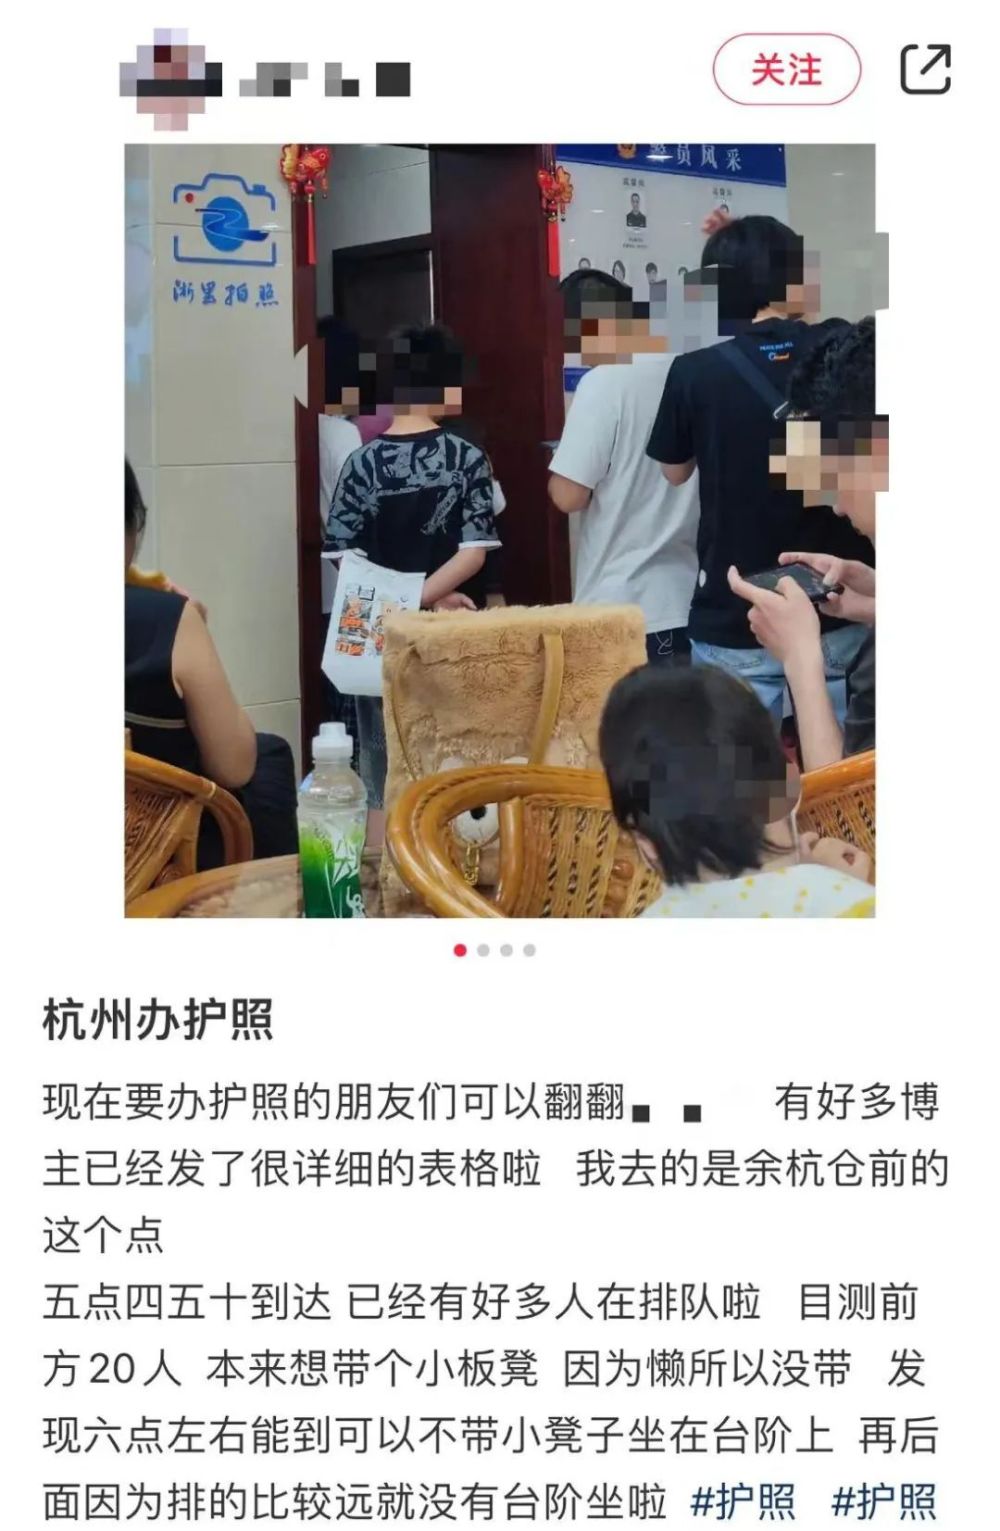 关注
浙里拍照
警员风采
杭州办护照
现在要办护照的朋友们可以翻翻 有好多博
主已经发了很详细的表格啦 我去的是余杭仓前的
这个点
五点四五十到达 已经有好多人在排队啦 目测前
方20人 本来想带个小板凳 因为懒所以没带 发
现六点左右能到可以不带小凳子坐在台阶上 再后
面因为排的比较远就没有台阶坐啦 #护照 #护照